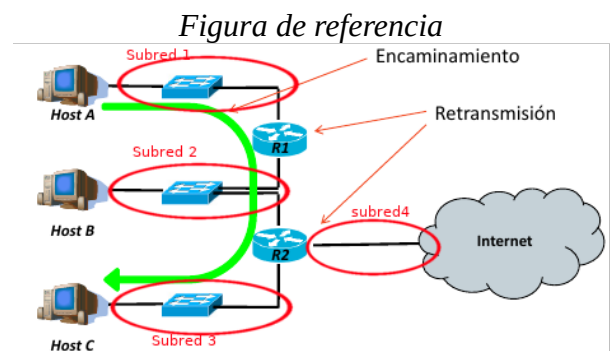 Figura de referencia
Subred 1
Encaminamiento
Host A
Retransmisión
R1
Subred 2
subred4
Host B
Internet
R2
Host C
Subred 3